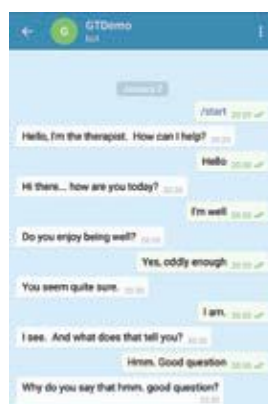 GTDemo
/start
Hello, I'm the therapist. How can I help?
Hello
Hi there... how are you today?
I'm well
Do you enjoy being well?
Yes, oddly enough
You seem quite sure.
I am.
I see. And what does that tell you?
Hmm. Good question
Why do you say that hmm. good question?